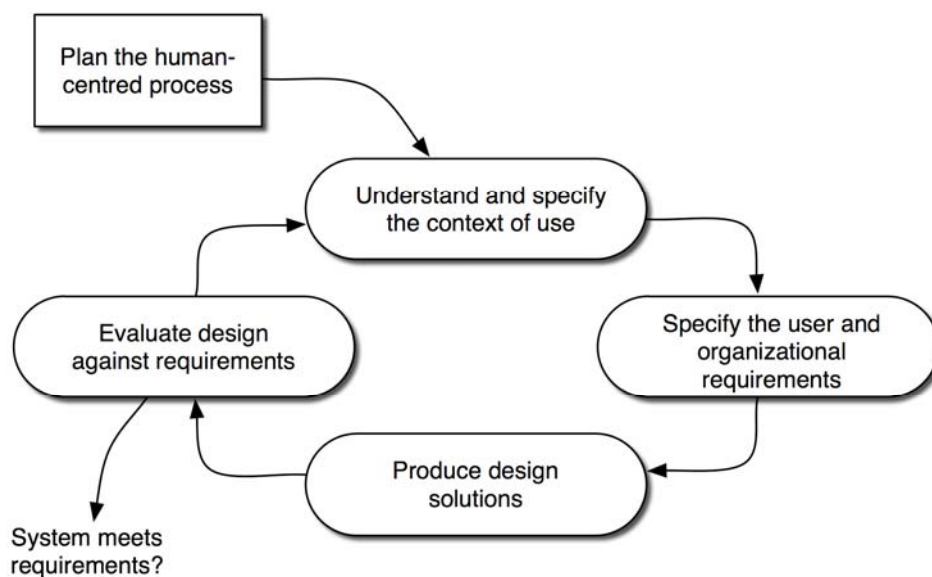 Plan the human-
centred process
Understand and specify
the context of use
Specify the user and
organizational
requirements
Produce design
solutions
Evaluate design
against requirements
System meets
requirements?